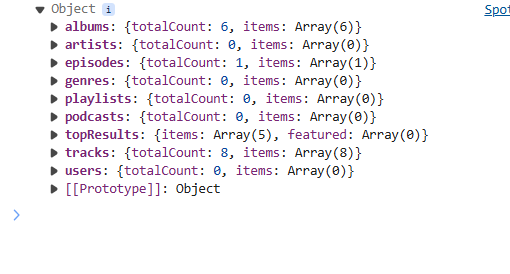 Object i
Spot
albums: {totalCount: 6, items: Array(6)}
artists: {totalCount: 0, items: Array(0)}
episodes: {totalCount: 1, items: Array(1)}
genres: {totalCount: 0, items: Array(0)}
playlists: {totalCount: 0, items: Array(0)}
podcasts: {totalCount: 0, items: Array(0)}
topResults: {items: Array(5), featured: Array(0)}
tracks: {totalCount: 8, items: Array(8)}
users: {totalCount: 0, items: Array(0)}
[[Prototype]]: Object